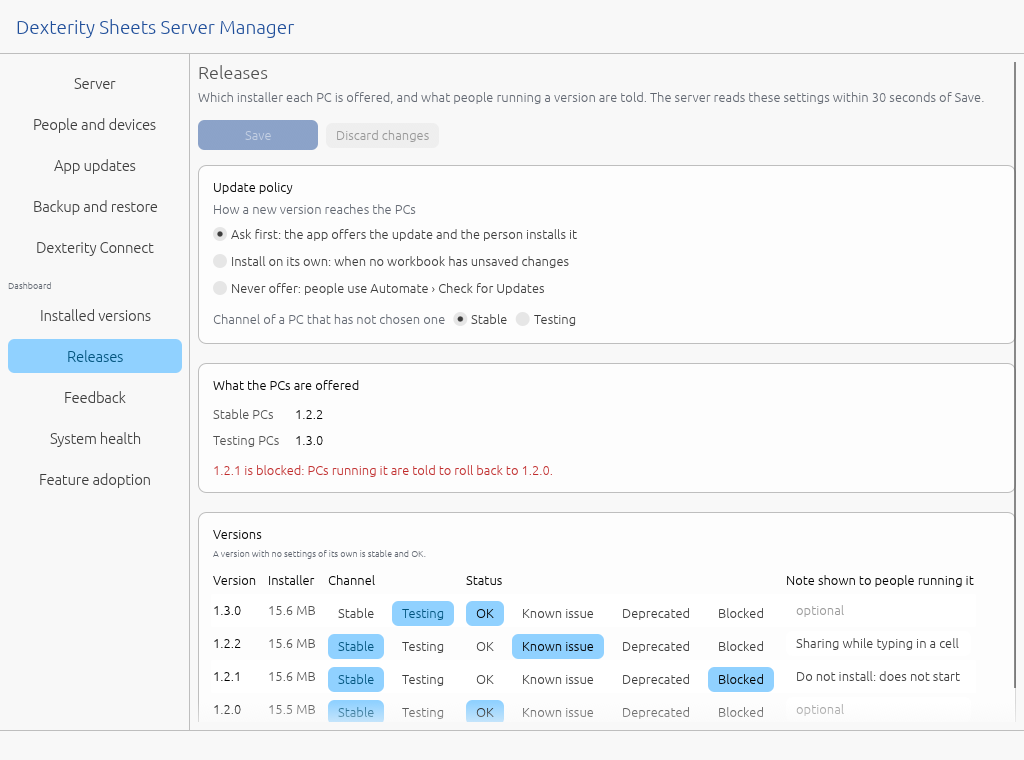 Dexterity Sheets Server Manager
Server
People and devices
App updates
Backup and restore
Dexterity Connect
Dashboard
Installed versions
Releases
Feedback
System health
Feature adoption
Releases
Which installer each PC is offered, and what people running a version are told. The server reads these settings within 30 seconds of Save.
Save Discard changes
Update policy
How a new version reaches the PCs
Ask first: the app offers the update and the person installs it
Install on its own: when no workbook has unsaved changes
Never offer: people use Automate › Check for Updates
Channel of a PC that has not chosen one Stable Testing
What the PCs are offered
Stable PCs 1.2.2
Testing PCs 1.3.0
1.2.1 is blocked: PCs running it are told to roll back to 1.2.0.
Versions
A version with no settings of its own is stable and OK.
Version Installer Channel Status Note shown to people running it
1.3.0 15.6 MB Stable Testing OK Known issue Deprecated Blocked optional
1.2.2 15.6 MB Stable Testing OK Known issue Deprecated Blocked Sharing while typing in a cell
1.2.1 15.6 MB Stable Testing OK Known issue Deprecated Blocked Do not install: does not start
1.2.0 15.5 MB Stable Testing OK Known issue Deprecated Blocked optional